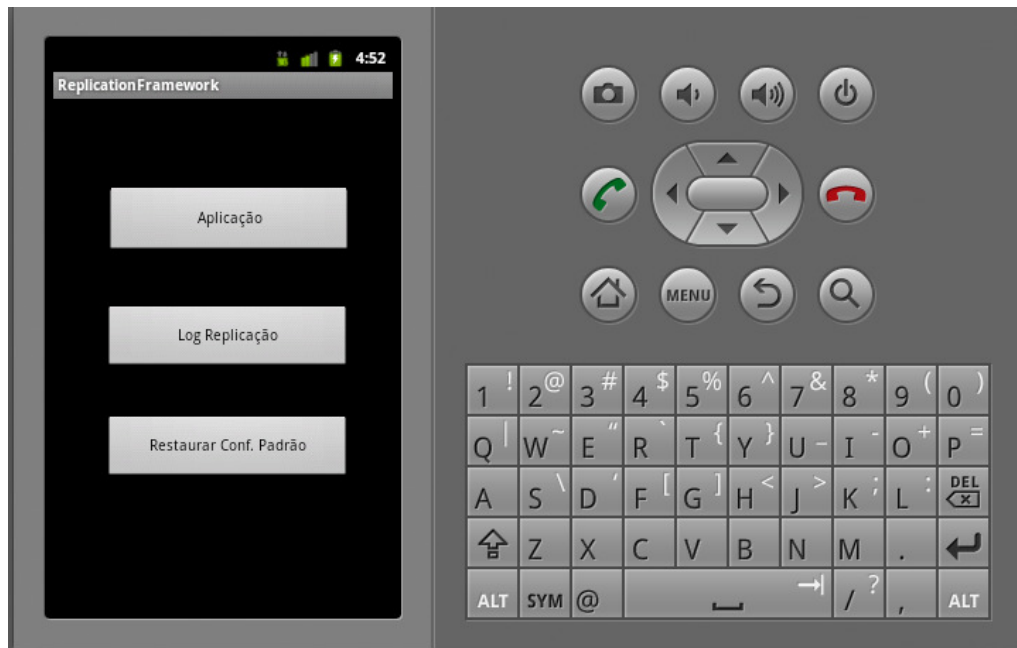 4:52
ReplicationFramework
Aplicação
Log Replicação
Restaurar Conf. Padrão
MENU
1 ! 2 @ 3 # 4 $ 5 % 6 ^ 7 & 8 * 9 ( 0 )
Q | W ~ E " R ` T { Y } U _ I - O + P =
A S \ D ' F [ G ] H < J > K ; L : DEL
Z X C V B N M .
ALT SYM @ / ? , ALT